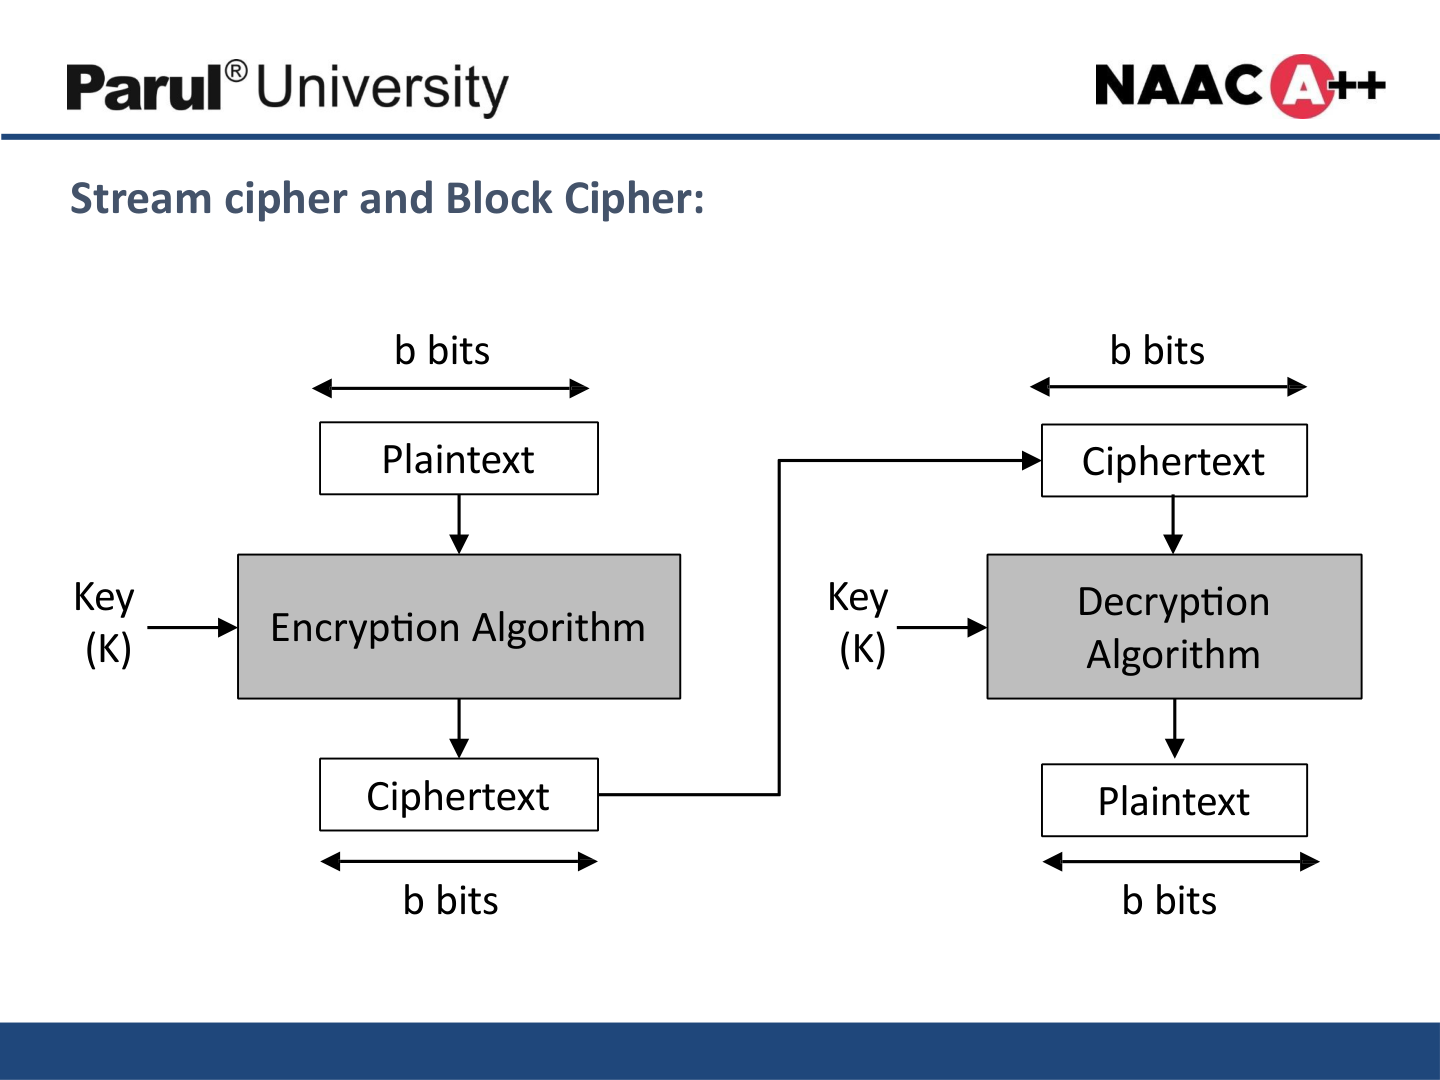 Parul® University
NAAC A++
Stream cipher and Block Cipher:
b bits
Plaintext
Key
(K)
Encryption Algorithm
Ciphertext
b bits
b bits
Ciphertext
Key
(K)
Decryption
Algorithm
Plaintext
b bits